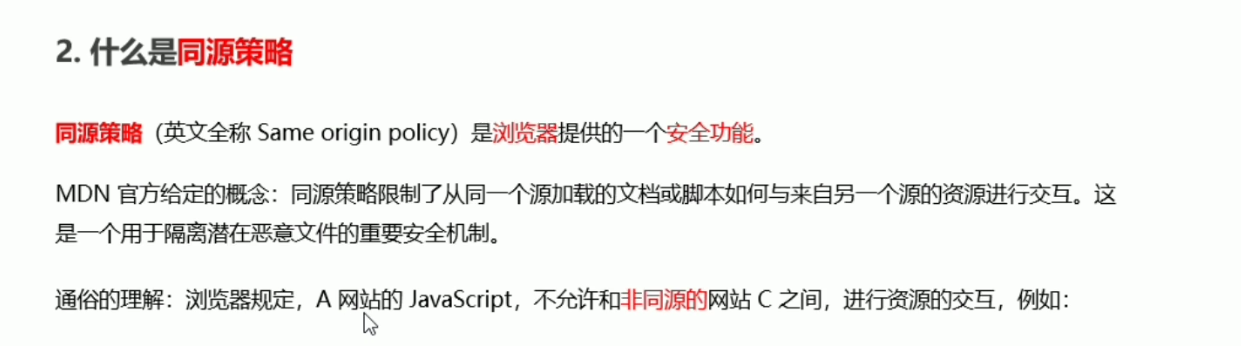 2. 什么是同源策略
同源策略（英文全称 Same origin policy）是浏览器提供的一个安全功能。
MDN 官方给定的概念：同源策略限制了从同一个源加载的文档或脚本如何与来自另一个源的资源进行交互。这
是一个用于隔离潜在恶意文件的重要安全机制。
通俗的理解：浏览器规定，A 网站的 JavaScript，不允许和非同源的网站 C 之间，进行资源的交互，例如：